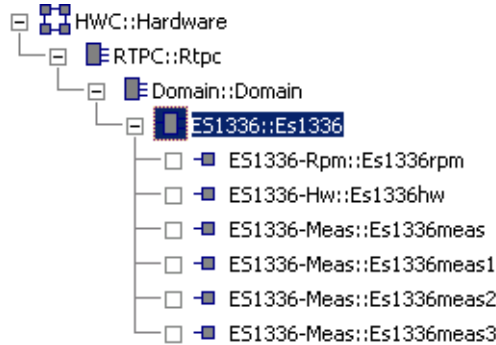 HWC::Hardware
RTPC::Rtpc
Domain::Domain
ES1336::Es1336
ES1336-Rpm::Es1336rpm
ES1336-Hw::Es1336hw
ES1336-Meas::Es1336meas
ES1336-Meas::Es1336meas1
ES1336-Meas::Es1336meas2
ES1336-Meas::Es1336meas3